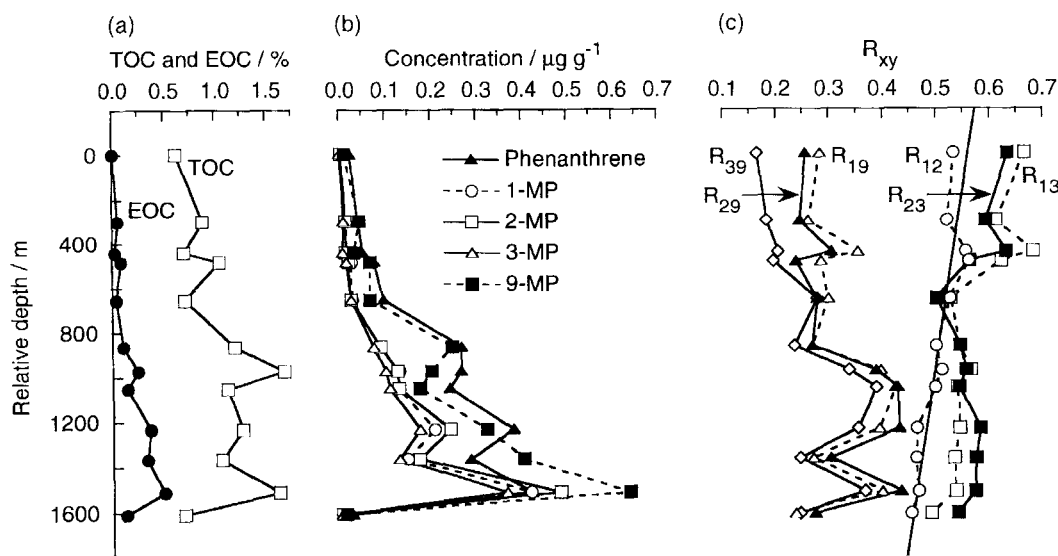 (a)
TOC and EOC / %
0.0 0.5 1.0 1.5
(b)
Concentration / µg g⁻¹
0.0 0.1 0.2 0.3 0.4 0.5 0.6 0.7
(c)
Rxy
0.1 0.2 0.3 0.4 0.5 0.6 0.7
Relative depth / m
0
400
800
1200
1600
TOC
EOC
Phenanthrene
1-MP
2-MP
3-MP
9-MP
R39
R19
R29
R12
R23
R13